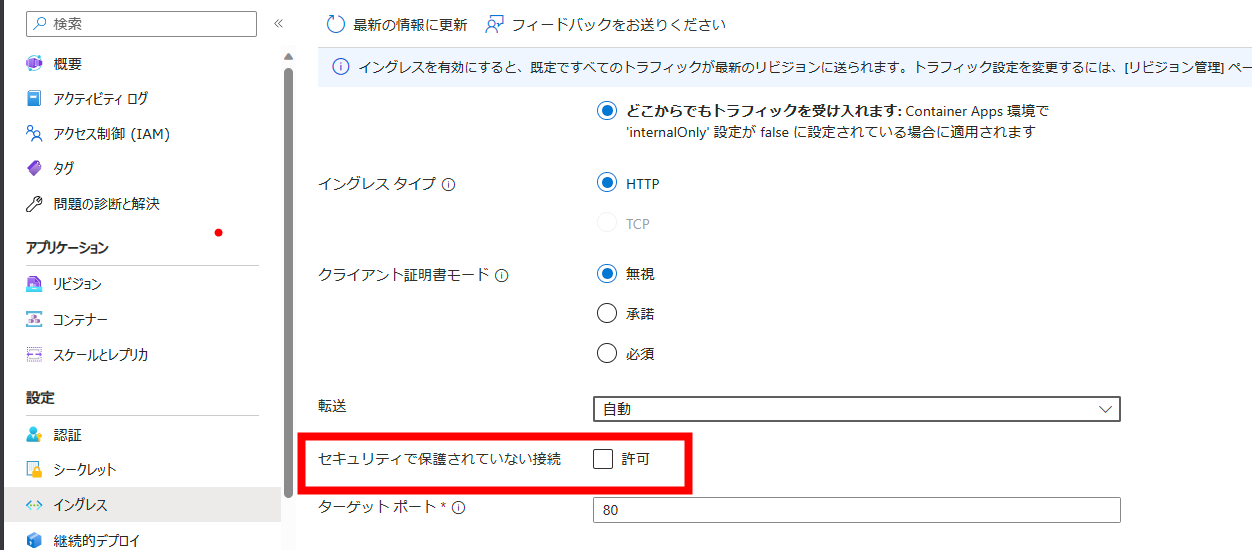 検索
概要
アクティビティ ログ
アクセス制御 (IAM)
タグ
問題の診断と解決
アプリケーション
リビジョン
コンテナー
スケールとレプリカ
設定
認証
シークレット
イングレス
継続的デプロイ
最新の情報に更新 フィードバックをお送りください
イングレスを有効にすると、既定ですべてのトラフィックが最新のリビジョンに送られます。トラフィック設定を変更するには、[リビジョン管理] ペー
どこからでもトラフィックを受け入れます: Container Apps 環境で
'internalOnly' 設定が false に設定されている場合に適用されます
イングレス タイプ HTTP
TCP
クライアント証明書モード 無視
承諾
必須
転送 自動
セキュリティで保護されていない接続 許可
ターゲット ポート * 80